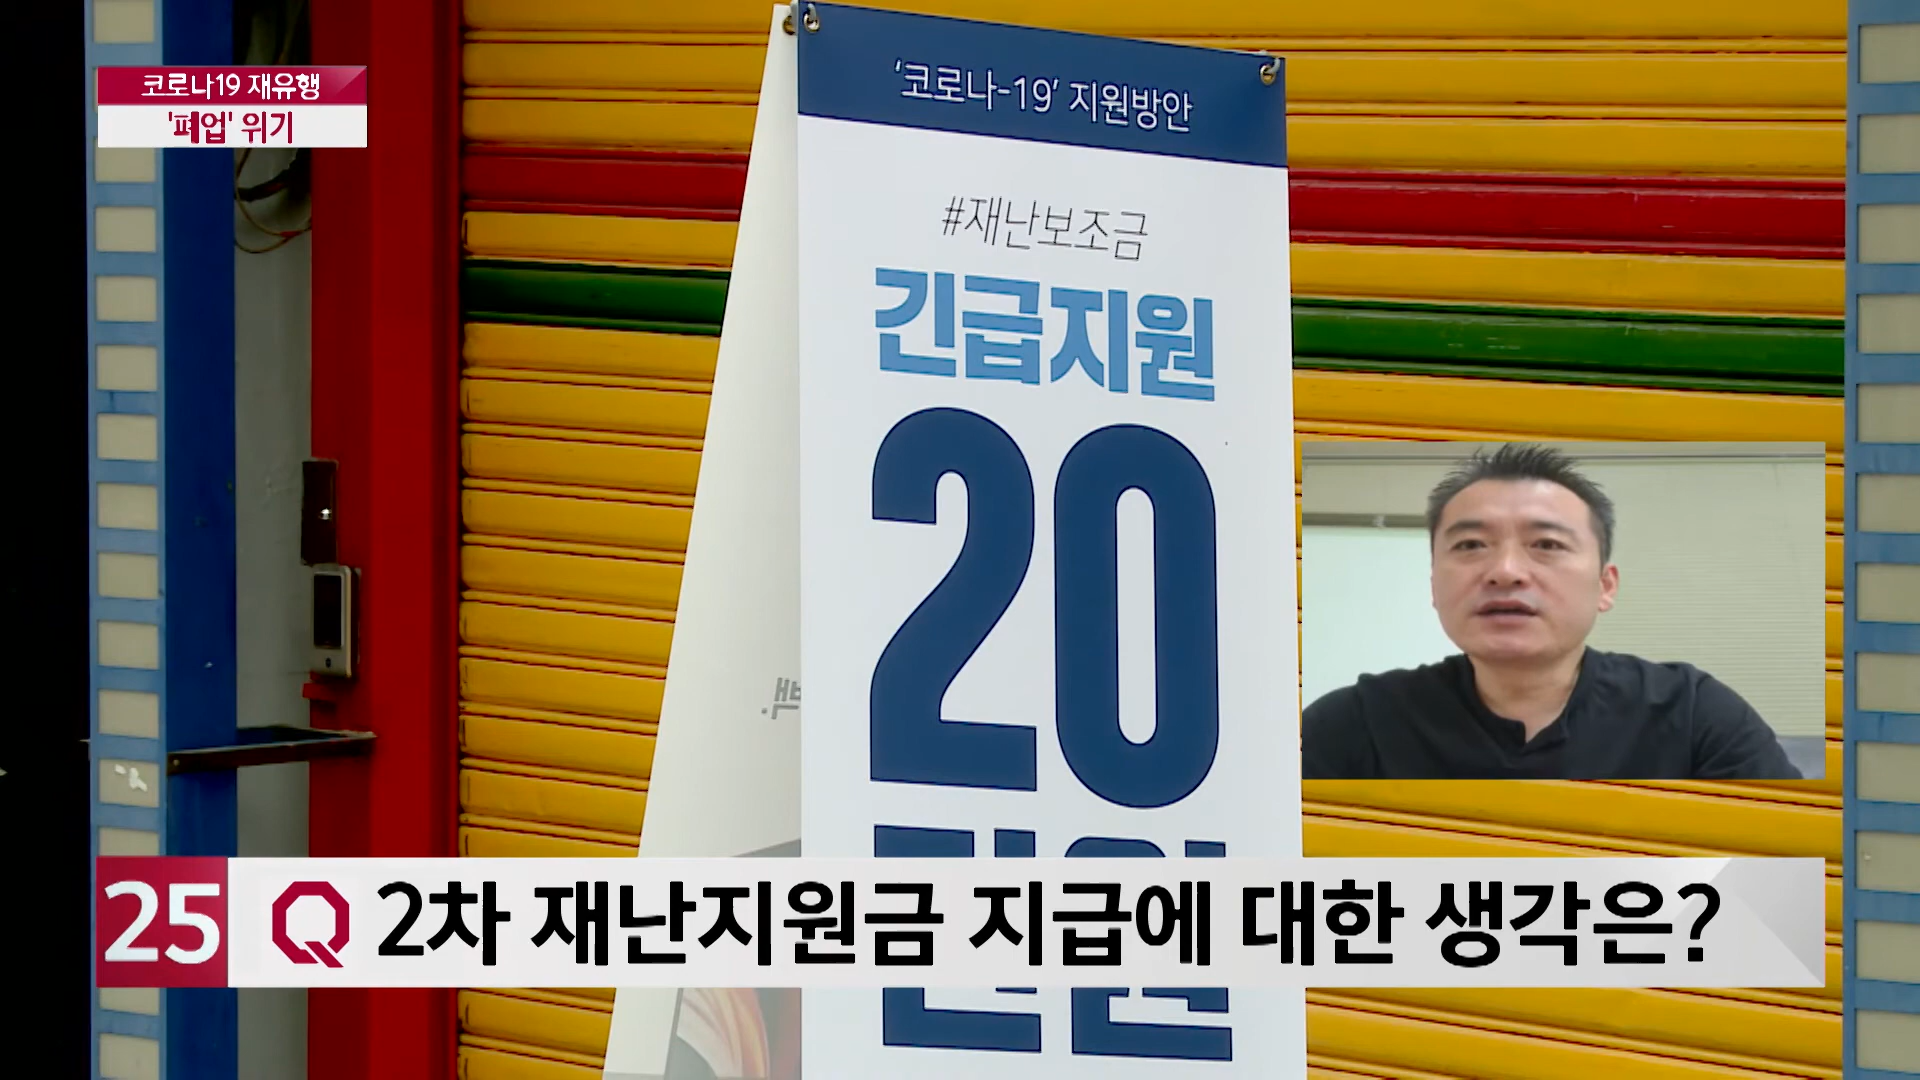 코로나19 재유행
'폐업' 위기
'코로나-19' 지원방안
#재난보조금
긴급지원
20
만원
25 Q 2차 재난지원금 지급에 대한 생각은?